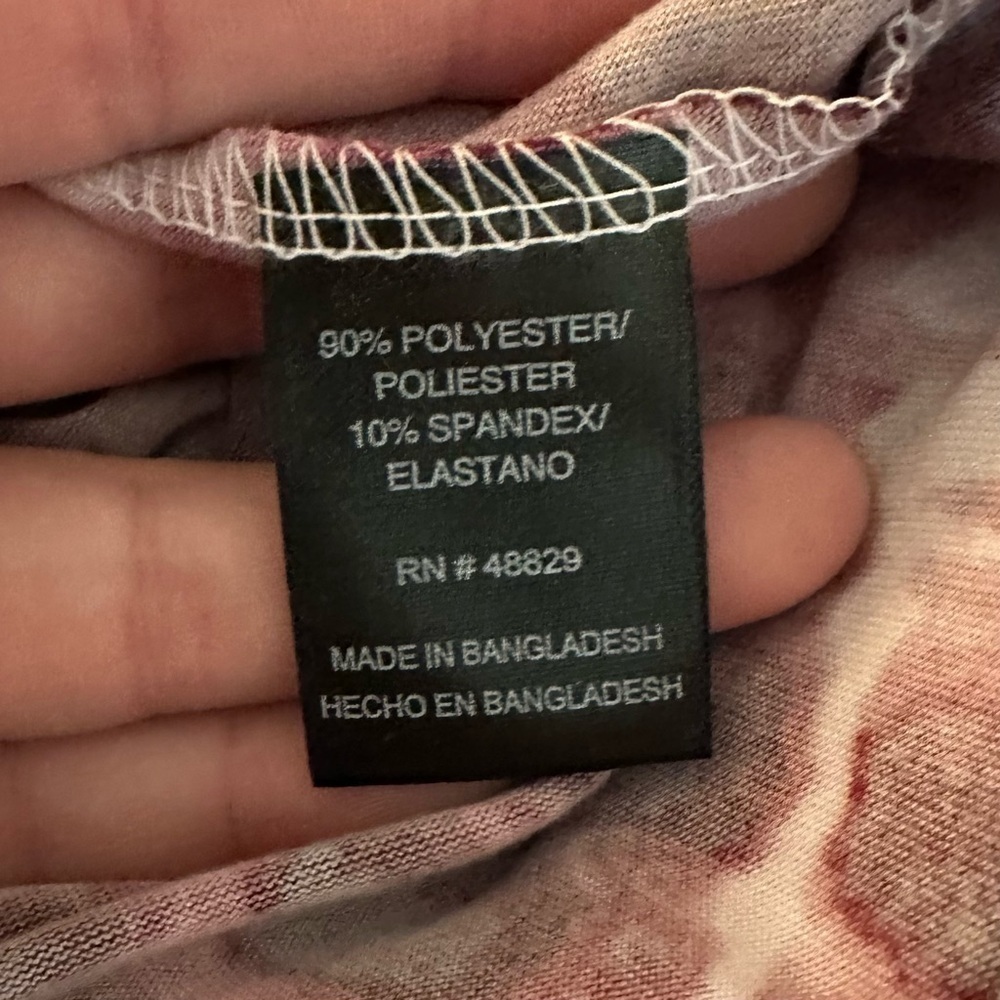 90% POLYESTER/
POLIESTER
10% SPANDEX/
ELASTANO
RN # 48829
MADE IN BANGLADESH
HECHO EN BANGLADESH